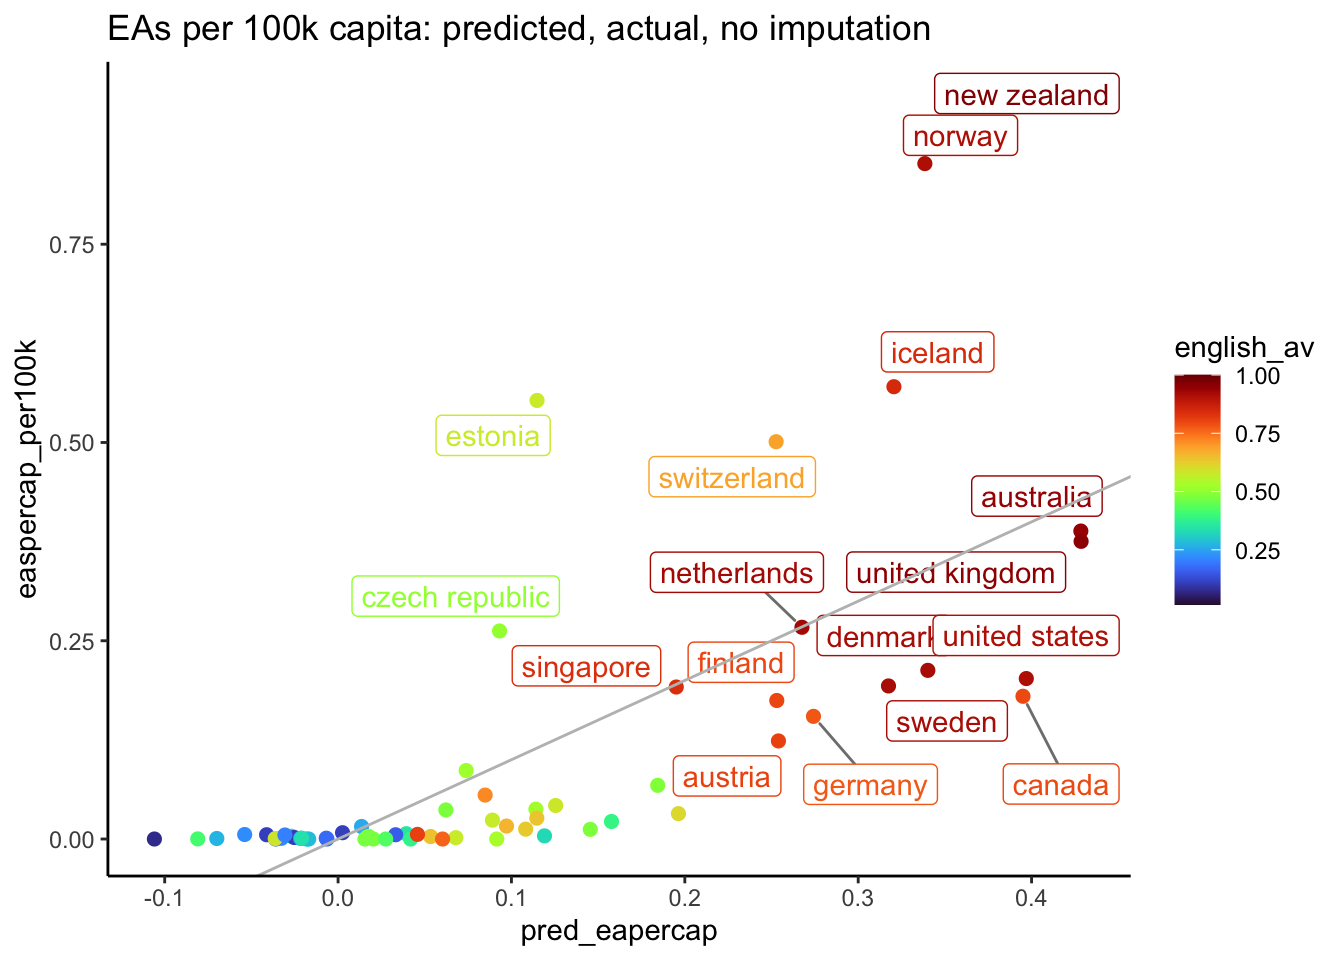 EAs per 100k capita: predicted, actual, no imputation
new zealand
norway
0.75
iceland
english_av
1.00
0.75
0.50
0.25
easpercap_per100k
estonia
0.50
switzerland
australia
netherlands
united kingdom
czech republic
denmark
united states
0.25
singapore
finland
sweden
austria
germany
canada
0.00
-0.1
0.0
0.1
0.2
0.3
0.4
pred_eapercap